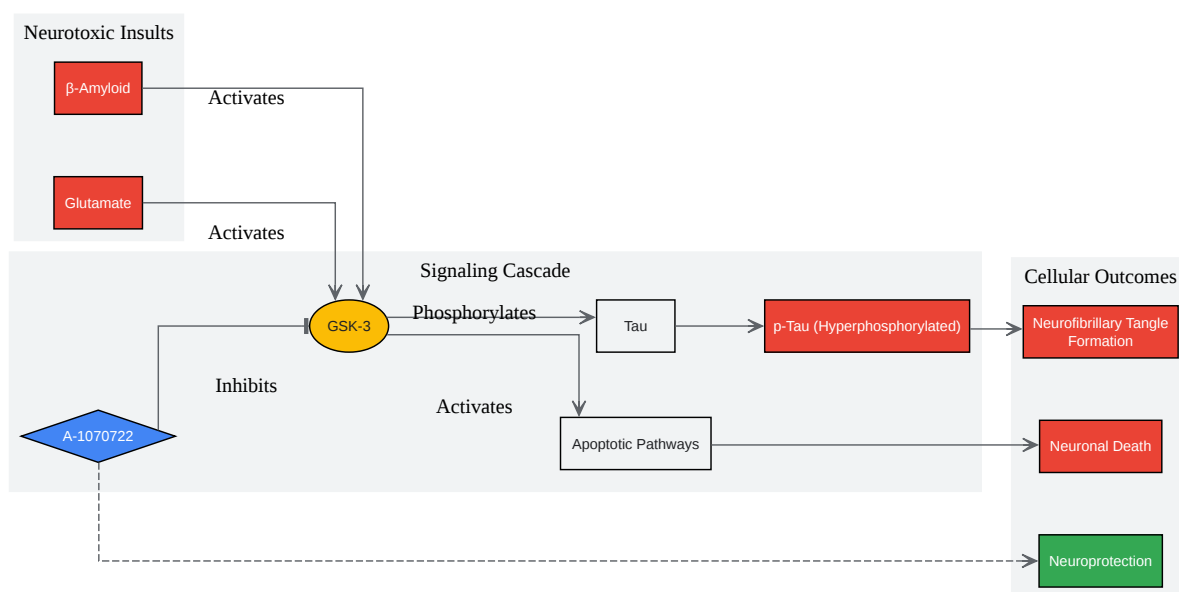 Neurotoxic Insults
β-Amyloid
Activates
Glutamate
Activates
Signaling Cascade
Cellular Outcomes
GSK-3
Phosphorylates
Tau
p-Tau (Hyperphosphorylated)
Neurofibrillary Tangle
Formation
Inhibits
Activates
A-1070722
Apoptotic Pathways
Neuronal Death
Neuroprotection